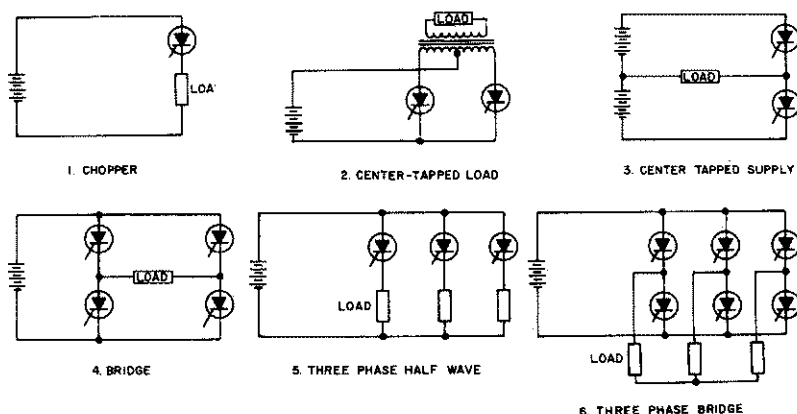 LOA
1. CHOPPER
LOAD
2. CENTER-TAPPED LOAD
LOAD
3. CENTER TAPPED SUPPLY
LOAD
4. BRIDGE
LOAD
5. THREE PHASE HALF WAVE
LOAD
6. THREE PHASE BRIDGE